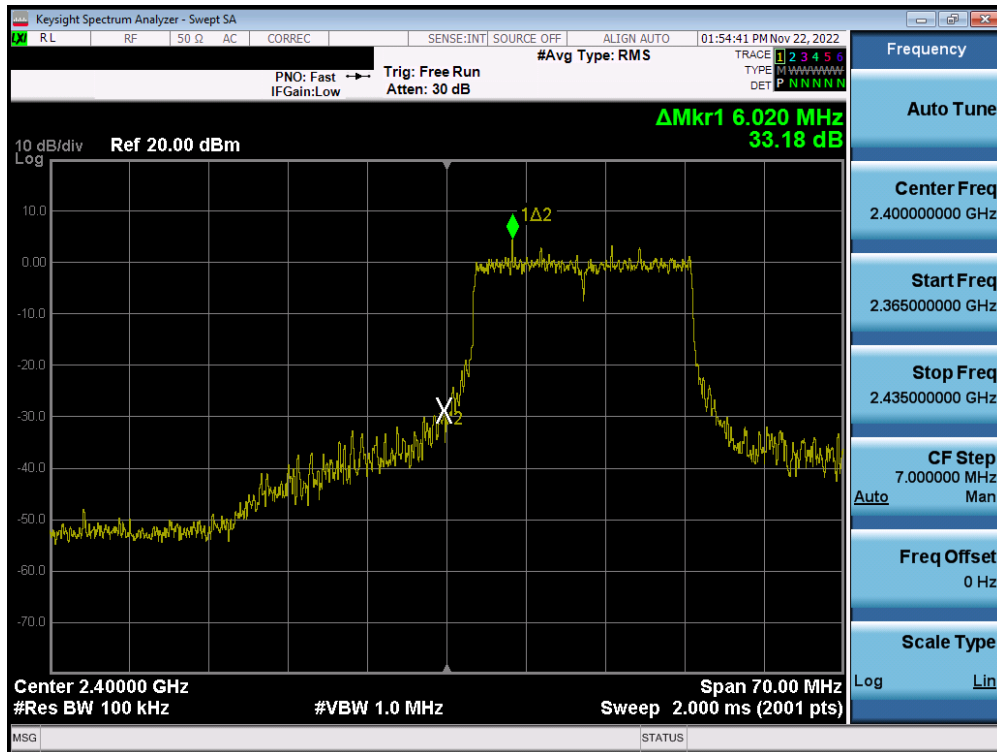 Keysight Spectrum Analyzer - Swept SA
LXI RL RF 50 Ω AC CORREC SENSE:INT SOURCE OFF ALIGN AUTO 01:54:41 PM Nov 22, 2022
#Avg Type: RMS
TRACE 1 2 3 4 5 6
PNO: Fast Trig: Free Run
TYPE M W W W W W
IFGain:Low Atten: 30 dB
DET P N N N N N
ΔMkr1 6.020 MHz
33.18 dB
10 dB/div Ref 20.00 dBm
Log
10.0
1Δ2
0.00
-10.0
-20.0
-30.0
X2
-40.0
-50.0
-60.0
-70.0
Center 2.40000 GHz Span 70.00 MHz
#Res BW 100 kHz #VBW 1.0 MHz Sweep 2.000 ms (2001 pts)
MSG STATUS
Frequency
Auto Tune
Center Freq
2.400000000 GHz
Start Freq
2.365000000 GHz
Stop Freq
2.435000000 GHz
CF Step
7.000000 MHz
Auto Man
Freq Offset
0 Hz
Scale Type
Log Lin